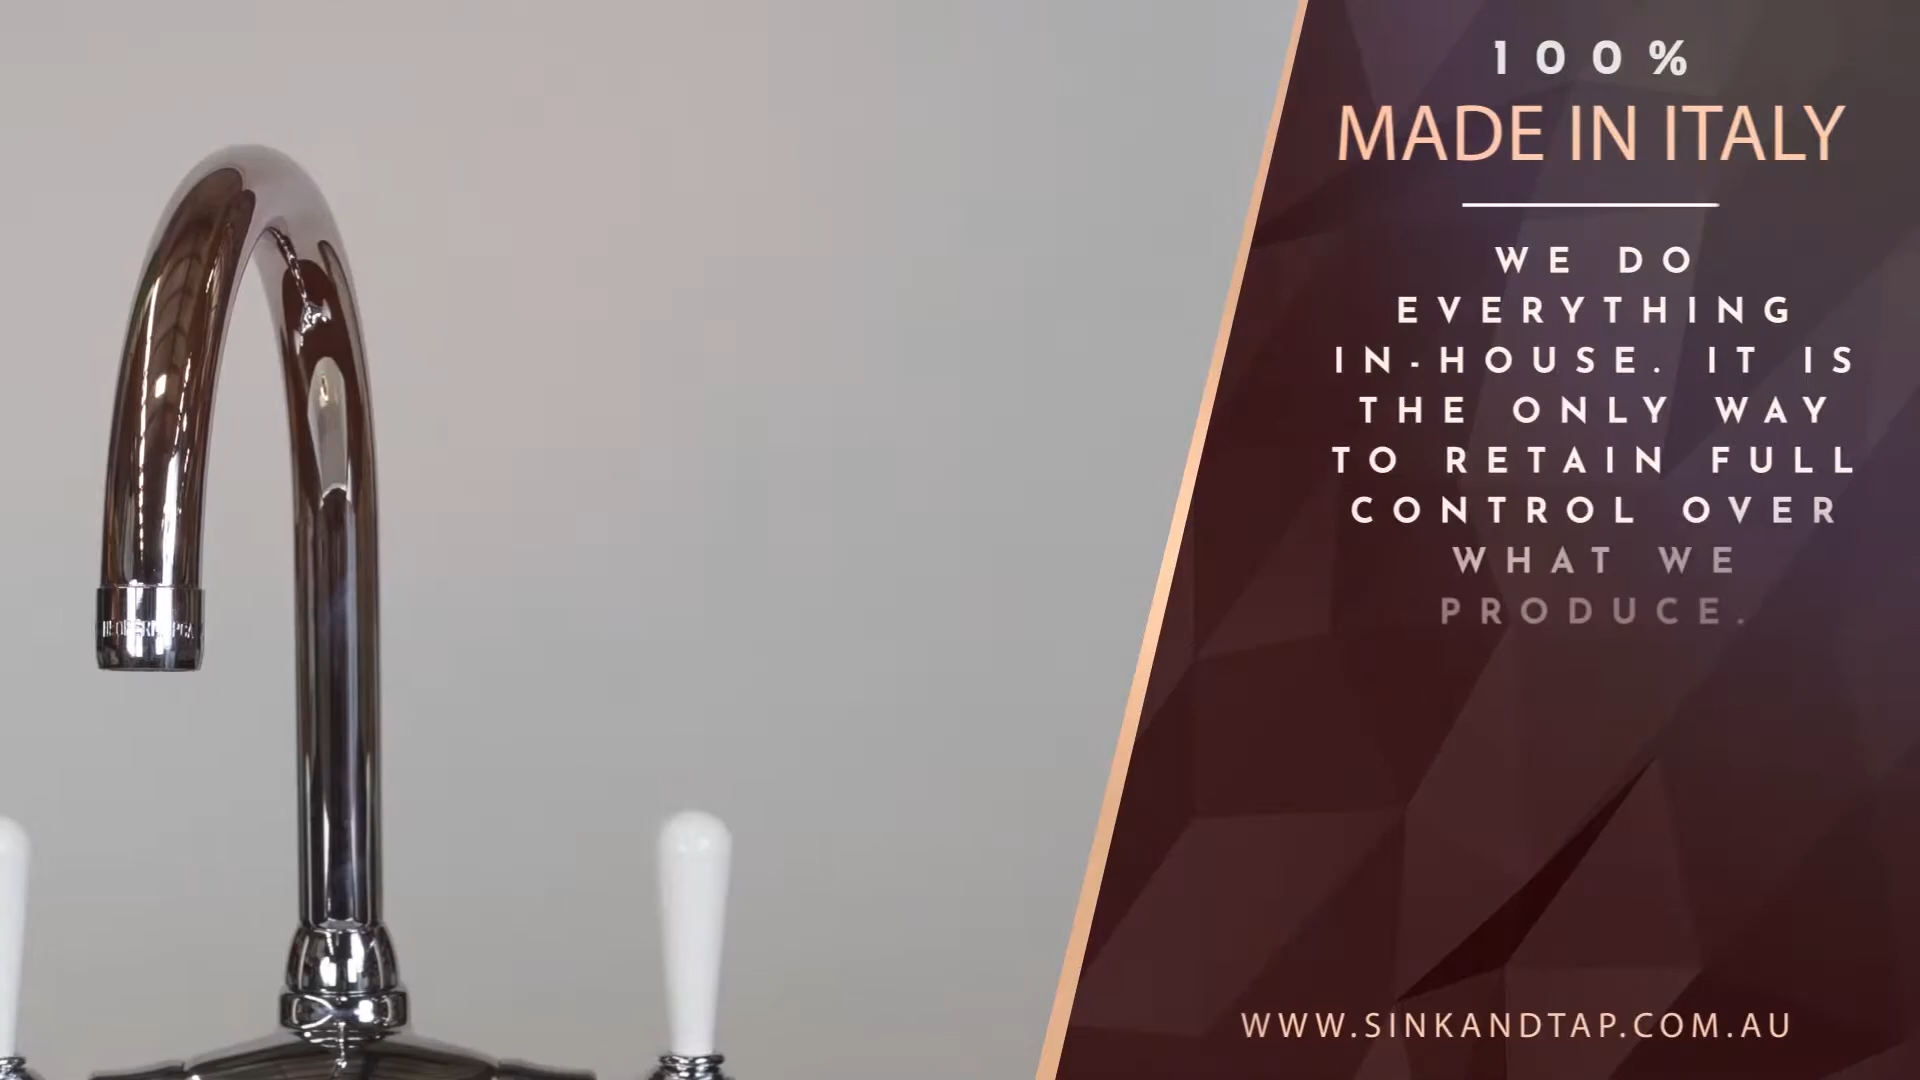 100%
MADE IN ITALY
WE DO
EVERYTHING
IN-HOUSE. IT IS
THE ONLY WAY
TO RETAIN FULL
CONTROL OVER
WHAT WE
PRODUCE.
WWW.SINKANDTAP.COM.AU